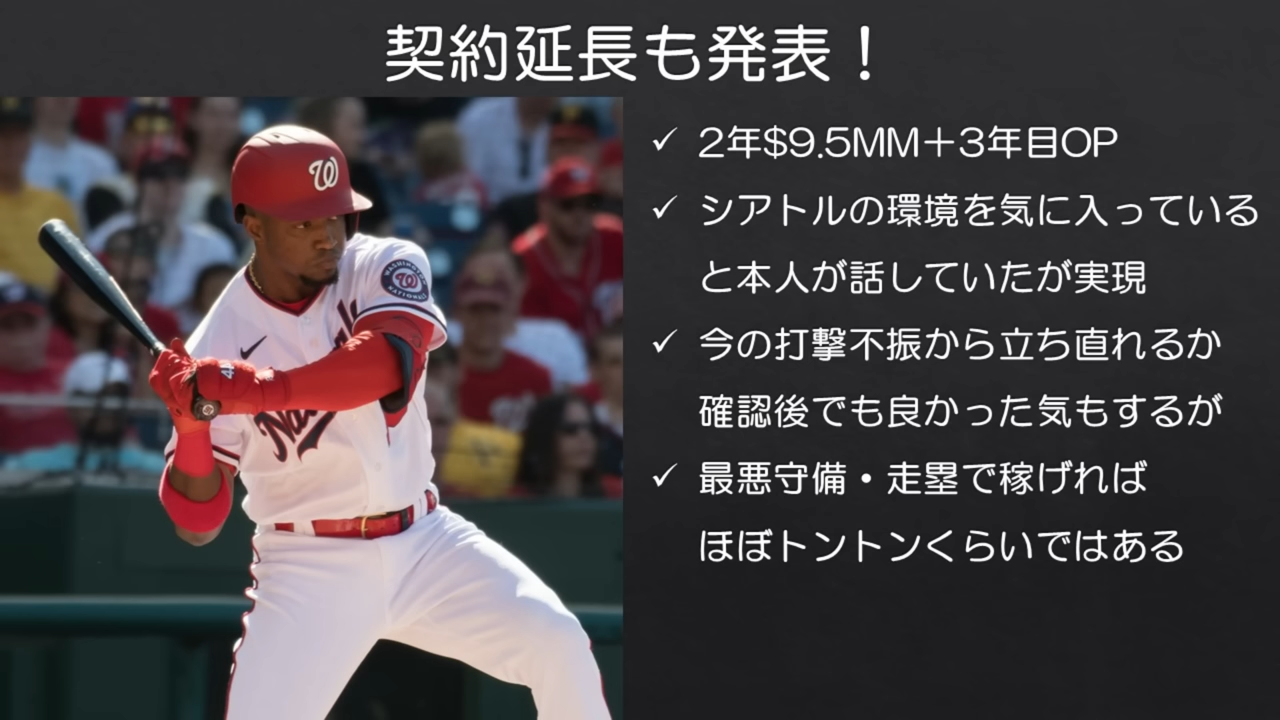 契約延長も発表！
✓ 2年$9.5MM＋3年目OP
✓ シアトルの環境を気に入っている
と本人が話していたが実現
✓ 今の打撃不振から立ち直れるか
確認後でも良かった気もするが
✓ 最悪守備・走塁で稼げれば
ほぼトントンくらいではある
W
WASHINGTON
W
NATIONALS